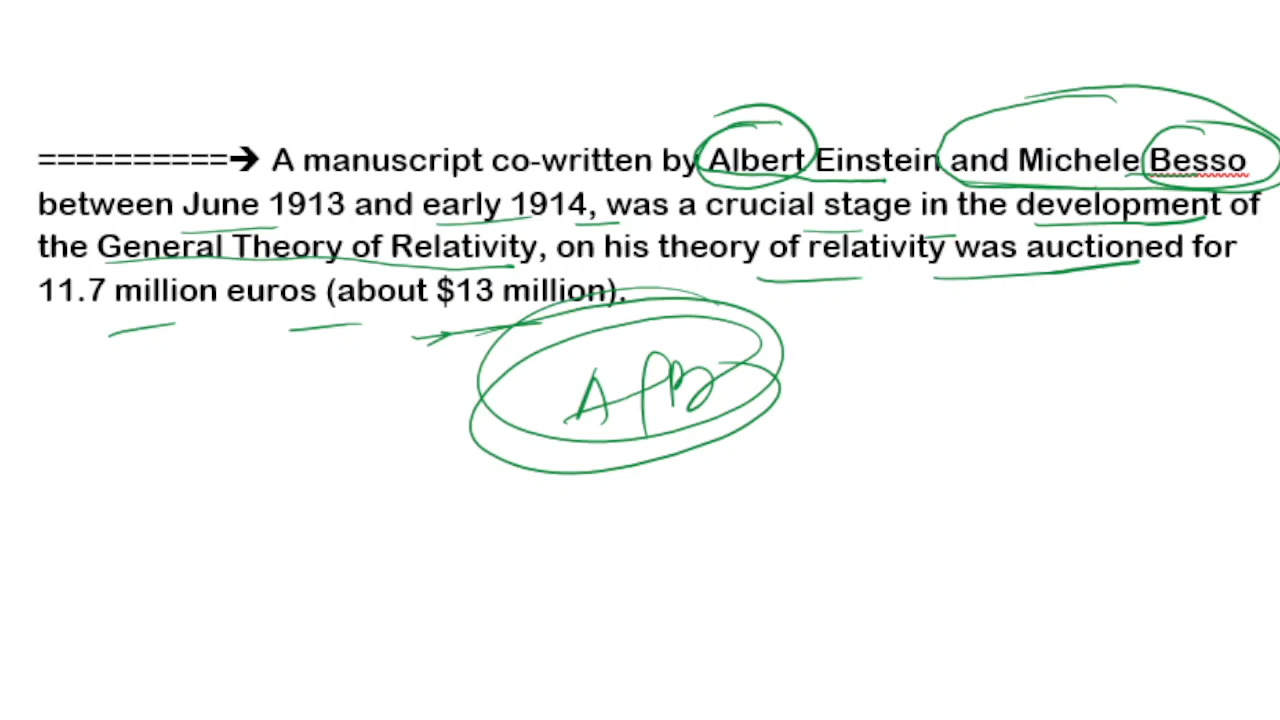 ==========➔ A manuscript co-written by Albert Einstein and Michele Besso
between June 1913 and early 1914, was a crucial stage in the development of
the General Theory of Relativity, on his theory of relativity was auctioned for
11.7 million euros (about $13 million).